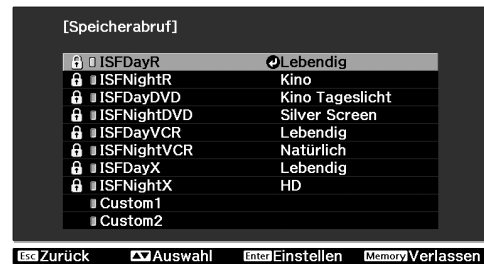 [Speicherabruf]
ISFDayR Lebendig
ISFNightR Kino
ISFDayDVD Kino Tageslicht
ISFNightDVD Silver Screen
ISFDayVCR Lebendig
ISFNightVCR Natürlich
ISFDayX Lebendig
ISFNightX HD
Custom1
Custom2
Esc Zurück Auswahl Enter Einstellen Memory Verlassen